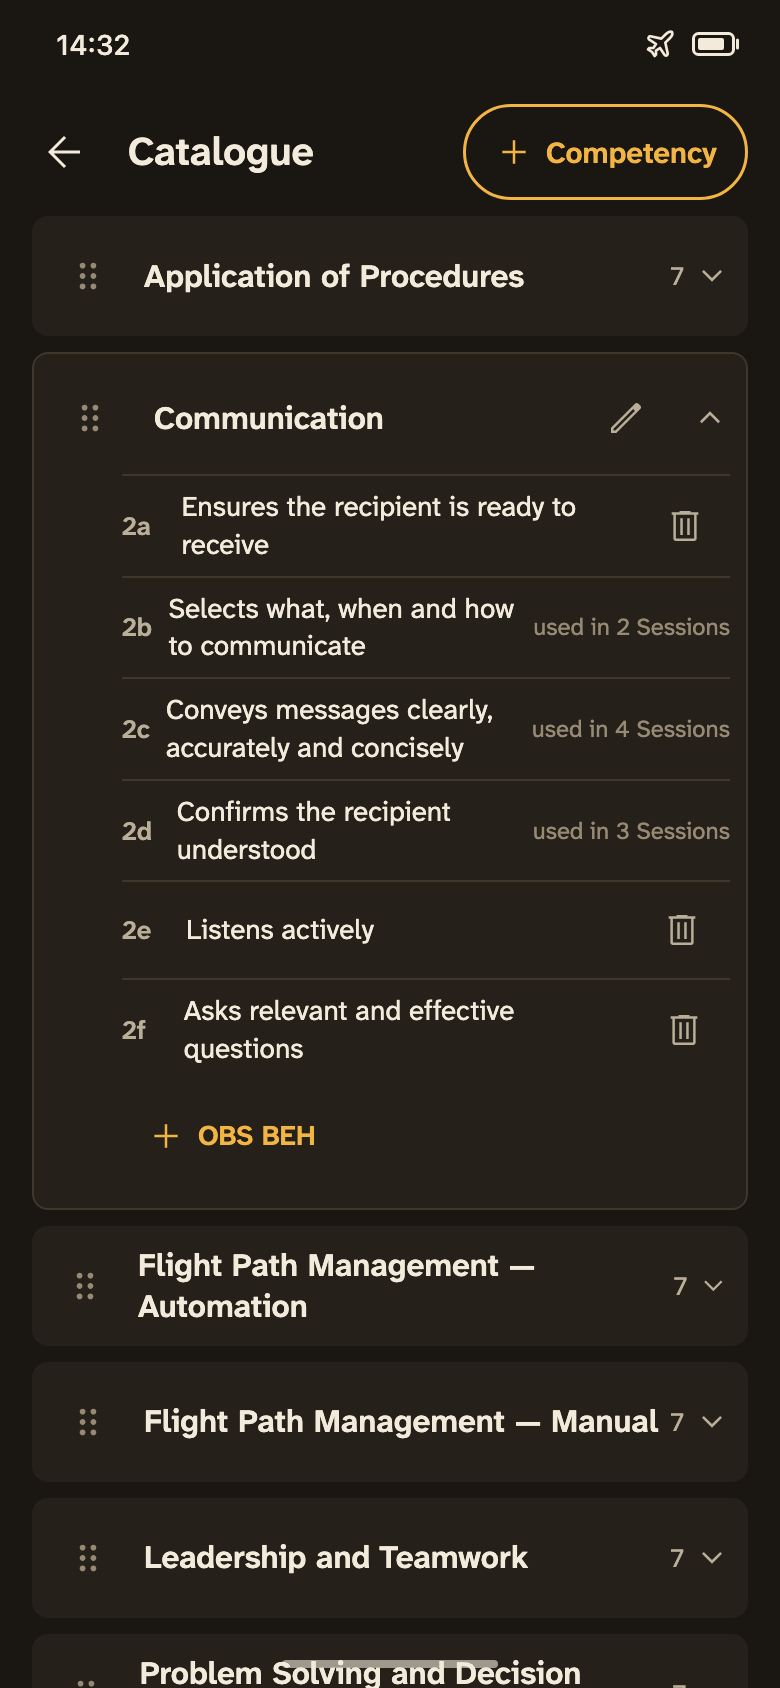 14:32
Catalogue
+ Competency
Application of Procedures 7
Communication
2a Ensures the recipient is ready to
receive
2b Selects what, when and how
to communicate used in 2 Sessions
2c Conveys messages clearly,
accurately and concisely used in 4 Sessions
2d Confirms the recipient
understood used in 3 Sessions
2e Listens actively
2f Asks relevant and effective
questions
+ OBS BEH
Flight Path Management —
Automation 7
Flight Path Management — Manual 7
Leadership and Teamwork 7
Problem Solving and Decision